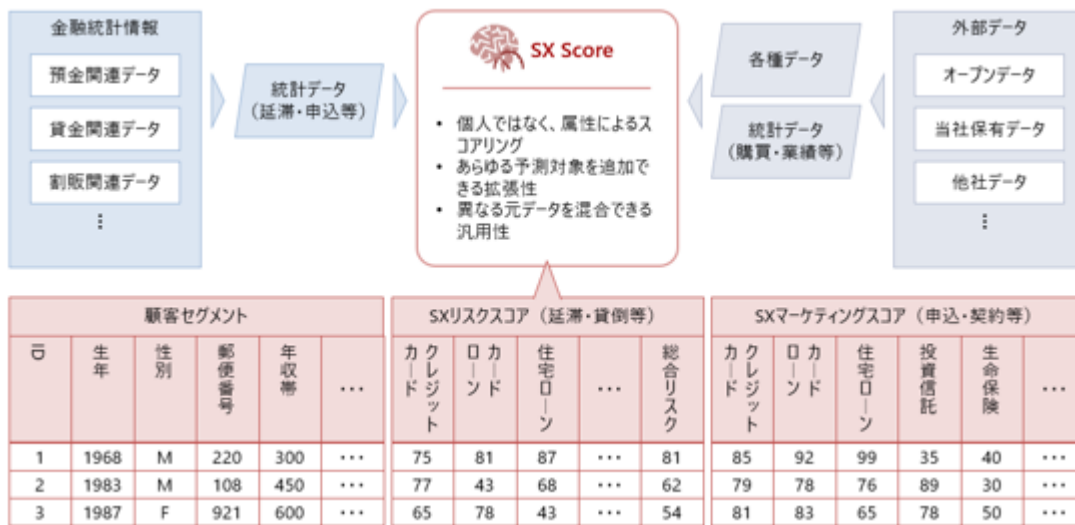 金融統計情報
預金関連データ
貸金関連データ
割販関連データ
⋮
統計データ
(延滞・申込等)
SX Score
• 個人ではなく、属性によるス
コアリング
• あらゆる予測対象を追加で
きる拡張性
• 異なる元データを混合できる
汎用性
各種データ
統計データ
(購買・業績等)
外部データ
オープンデータ
当社保有データ
他社データ
⋮
顧客セグメント
ID 生年 性別 郵便番号 年収帯 …
1 1968 M 220 300 …
2 1983 M 108 450 …
3 1987 F 921 600 …
SXリスクスコア（延滞・貸倒等）
クレジットカード カードローン 住宅ローン … 総合リスク
75 81 87 … 81
77 43 68 … 62
65 78 43 … 54
SXマーケティングスコア（申込・契約等）
クレジットカード カードローン 住宅ローン 投資信託 生命保険 …
85 92 99 35 40 …
79 78 76 89 30 …
81 83 65 78 50 …